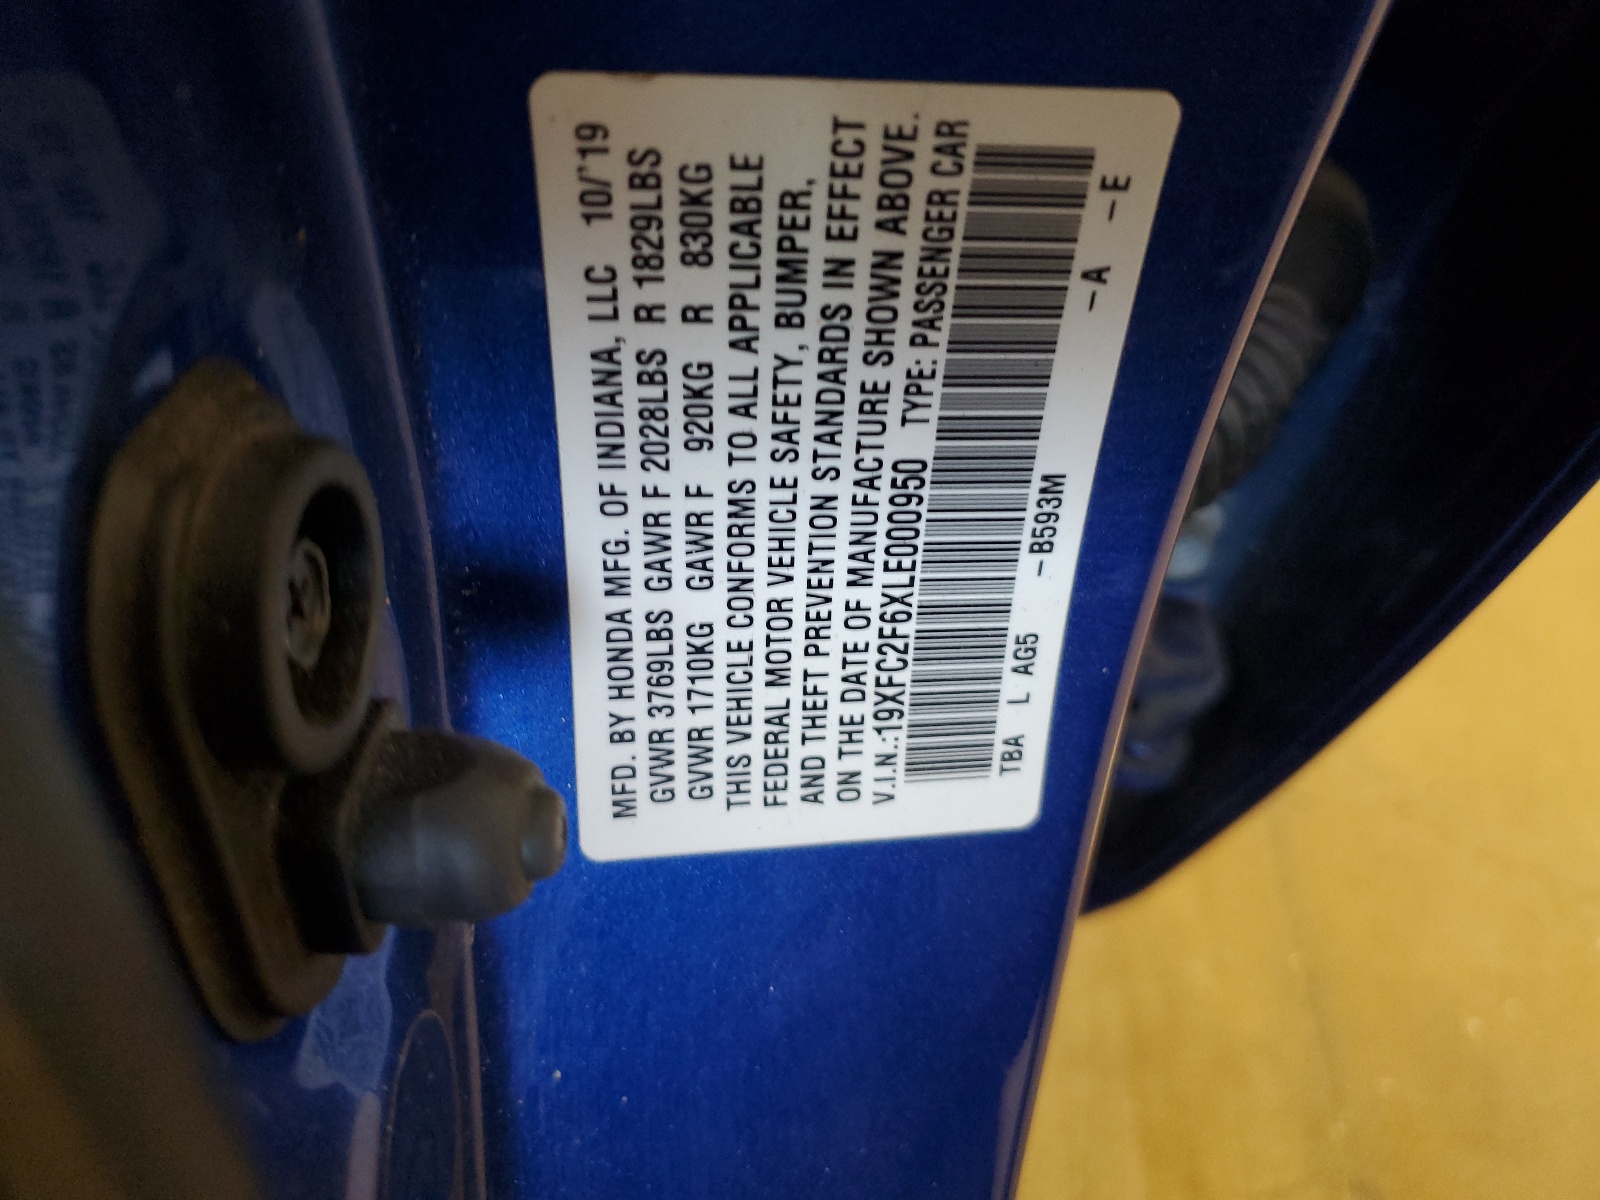 MFD. BY HONDA MFG. OF INDIANA, LLC 10/'19
GVWR 3769LBS GAWR F 2028LBS R 1829LBS
GVWR 1710KG GAWR F 920KG R 830KG
THIS VEHICLE CONFORMS TO ALL APPLICABLE
FEDERAL MOTOR VEHICLE SAFETY, BUMPER,
AND THEFT PREVENTION STANDARDS IN EFFECT
ON THE DATE OF MANUFACTURE SHOWN ABOVE.
V.I.N.:19XFC2F6XLE000950 TYPE: PASSENGER CAR
TBA L AG5 -B593M -A -E